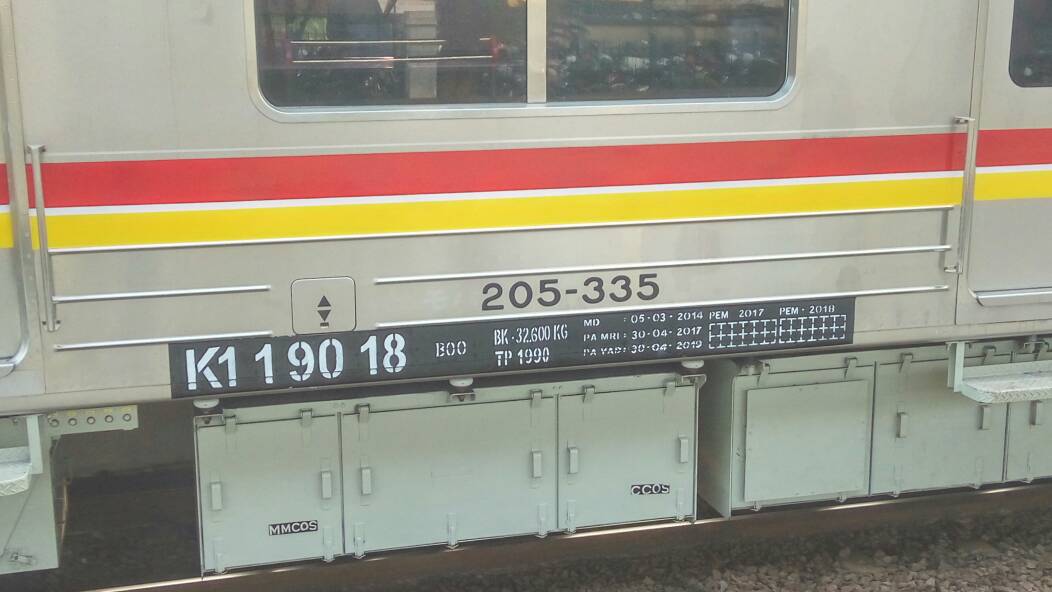 205-335
K1 1 90 18
BOO
BK . 32.600 KG
TP 1990
MD : 05-03-2014
PA MRI : 30-04-2017
PA YAD : 30-04-2019
PEM 2017
PEM - 2018
MMCOS
CCOS